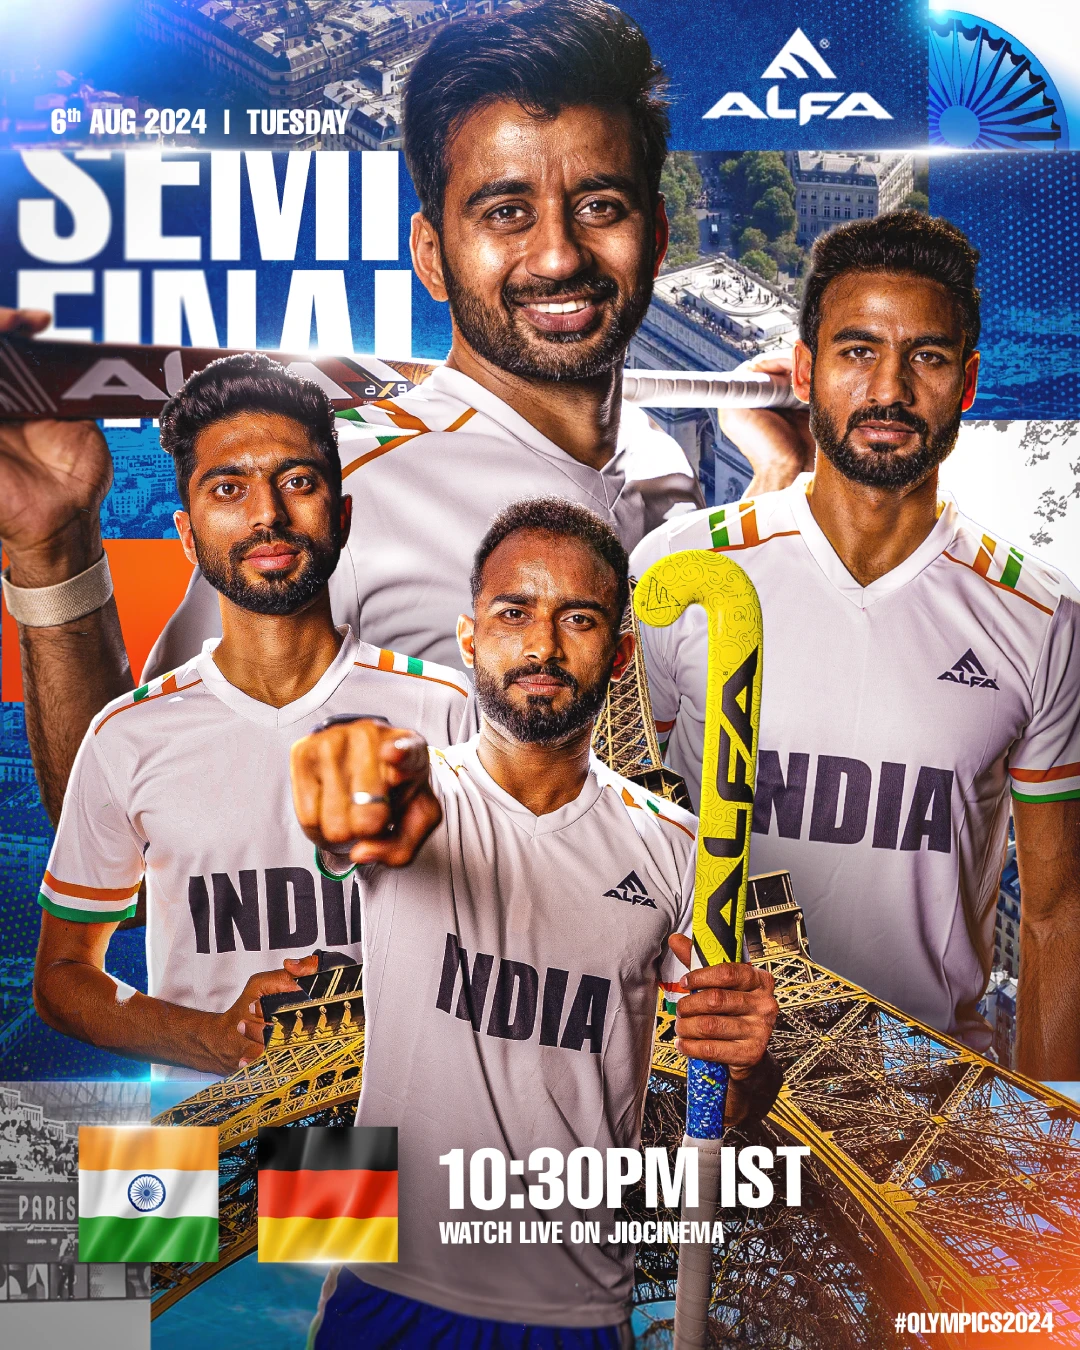 ALFA
6th AUG 2024 | TUESDAY
SEMI
FINAL
AX9
ALFA
INDIA
INDIA
ALFA
INDIA
ALFA
PARIS
10:30PM IST
WATCH LIVE ON JIOCINEMA
#OLYMPICS2024